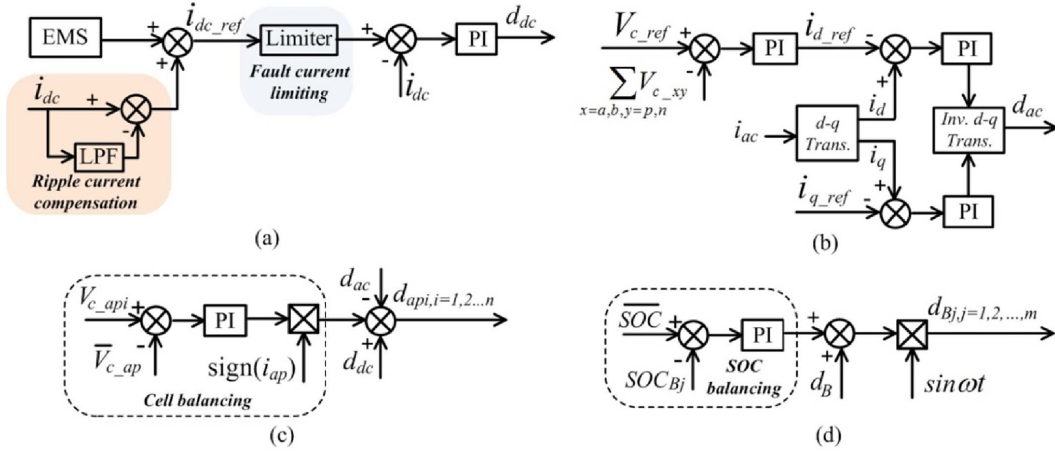 EMS
i_dc_ref
Limiter
PI
d_dc
Fault current
limiting
i_dc
i_dc
LPF
Ripple current
compensation
(a)
V_c_ref
PI
i_d_ref
PI
∑V_c_xy
x=a,b,y=p,n
i_d
i_ac
d-q
Trans.
Inv. d-q
Trans.
d_ac
i_q
i_q_ref
PI
(b)
V_c_api
PI
d_ac
d_api,i=1,2...n
V̅_c_ap
sign(i_ap)
d_dc
Cell balancing
(c)
S̅O̅C̅
PI
d_Bj,j=1,2,...,m
SOC_Bj
SOC
balancing
d_B
sinωt
(d)